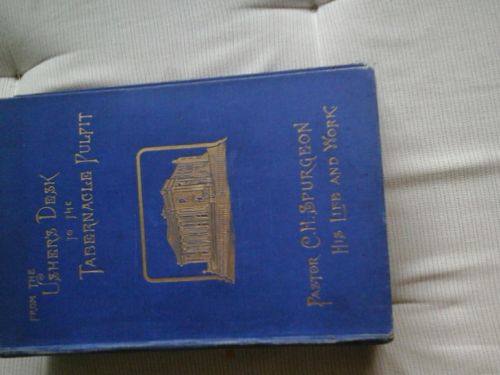 FROM THE
USHER'S DESK
to the
TABERNACLE PULPIT
PASTOR C.H. SPURGEON
HIS LIFE AND WORK